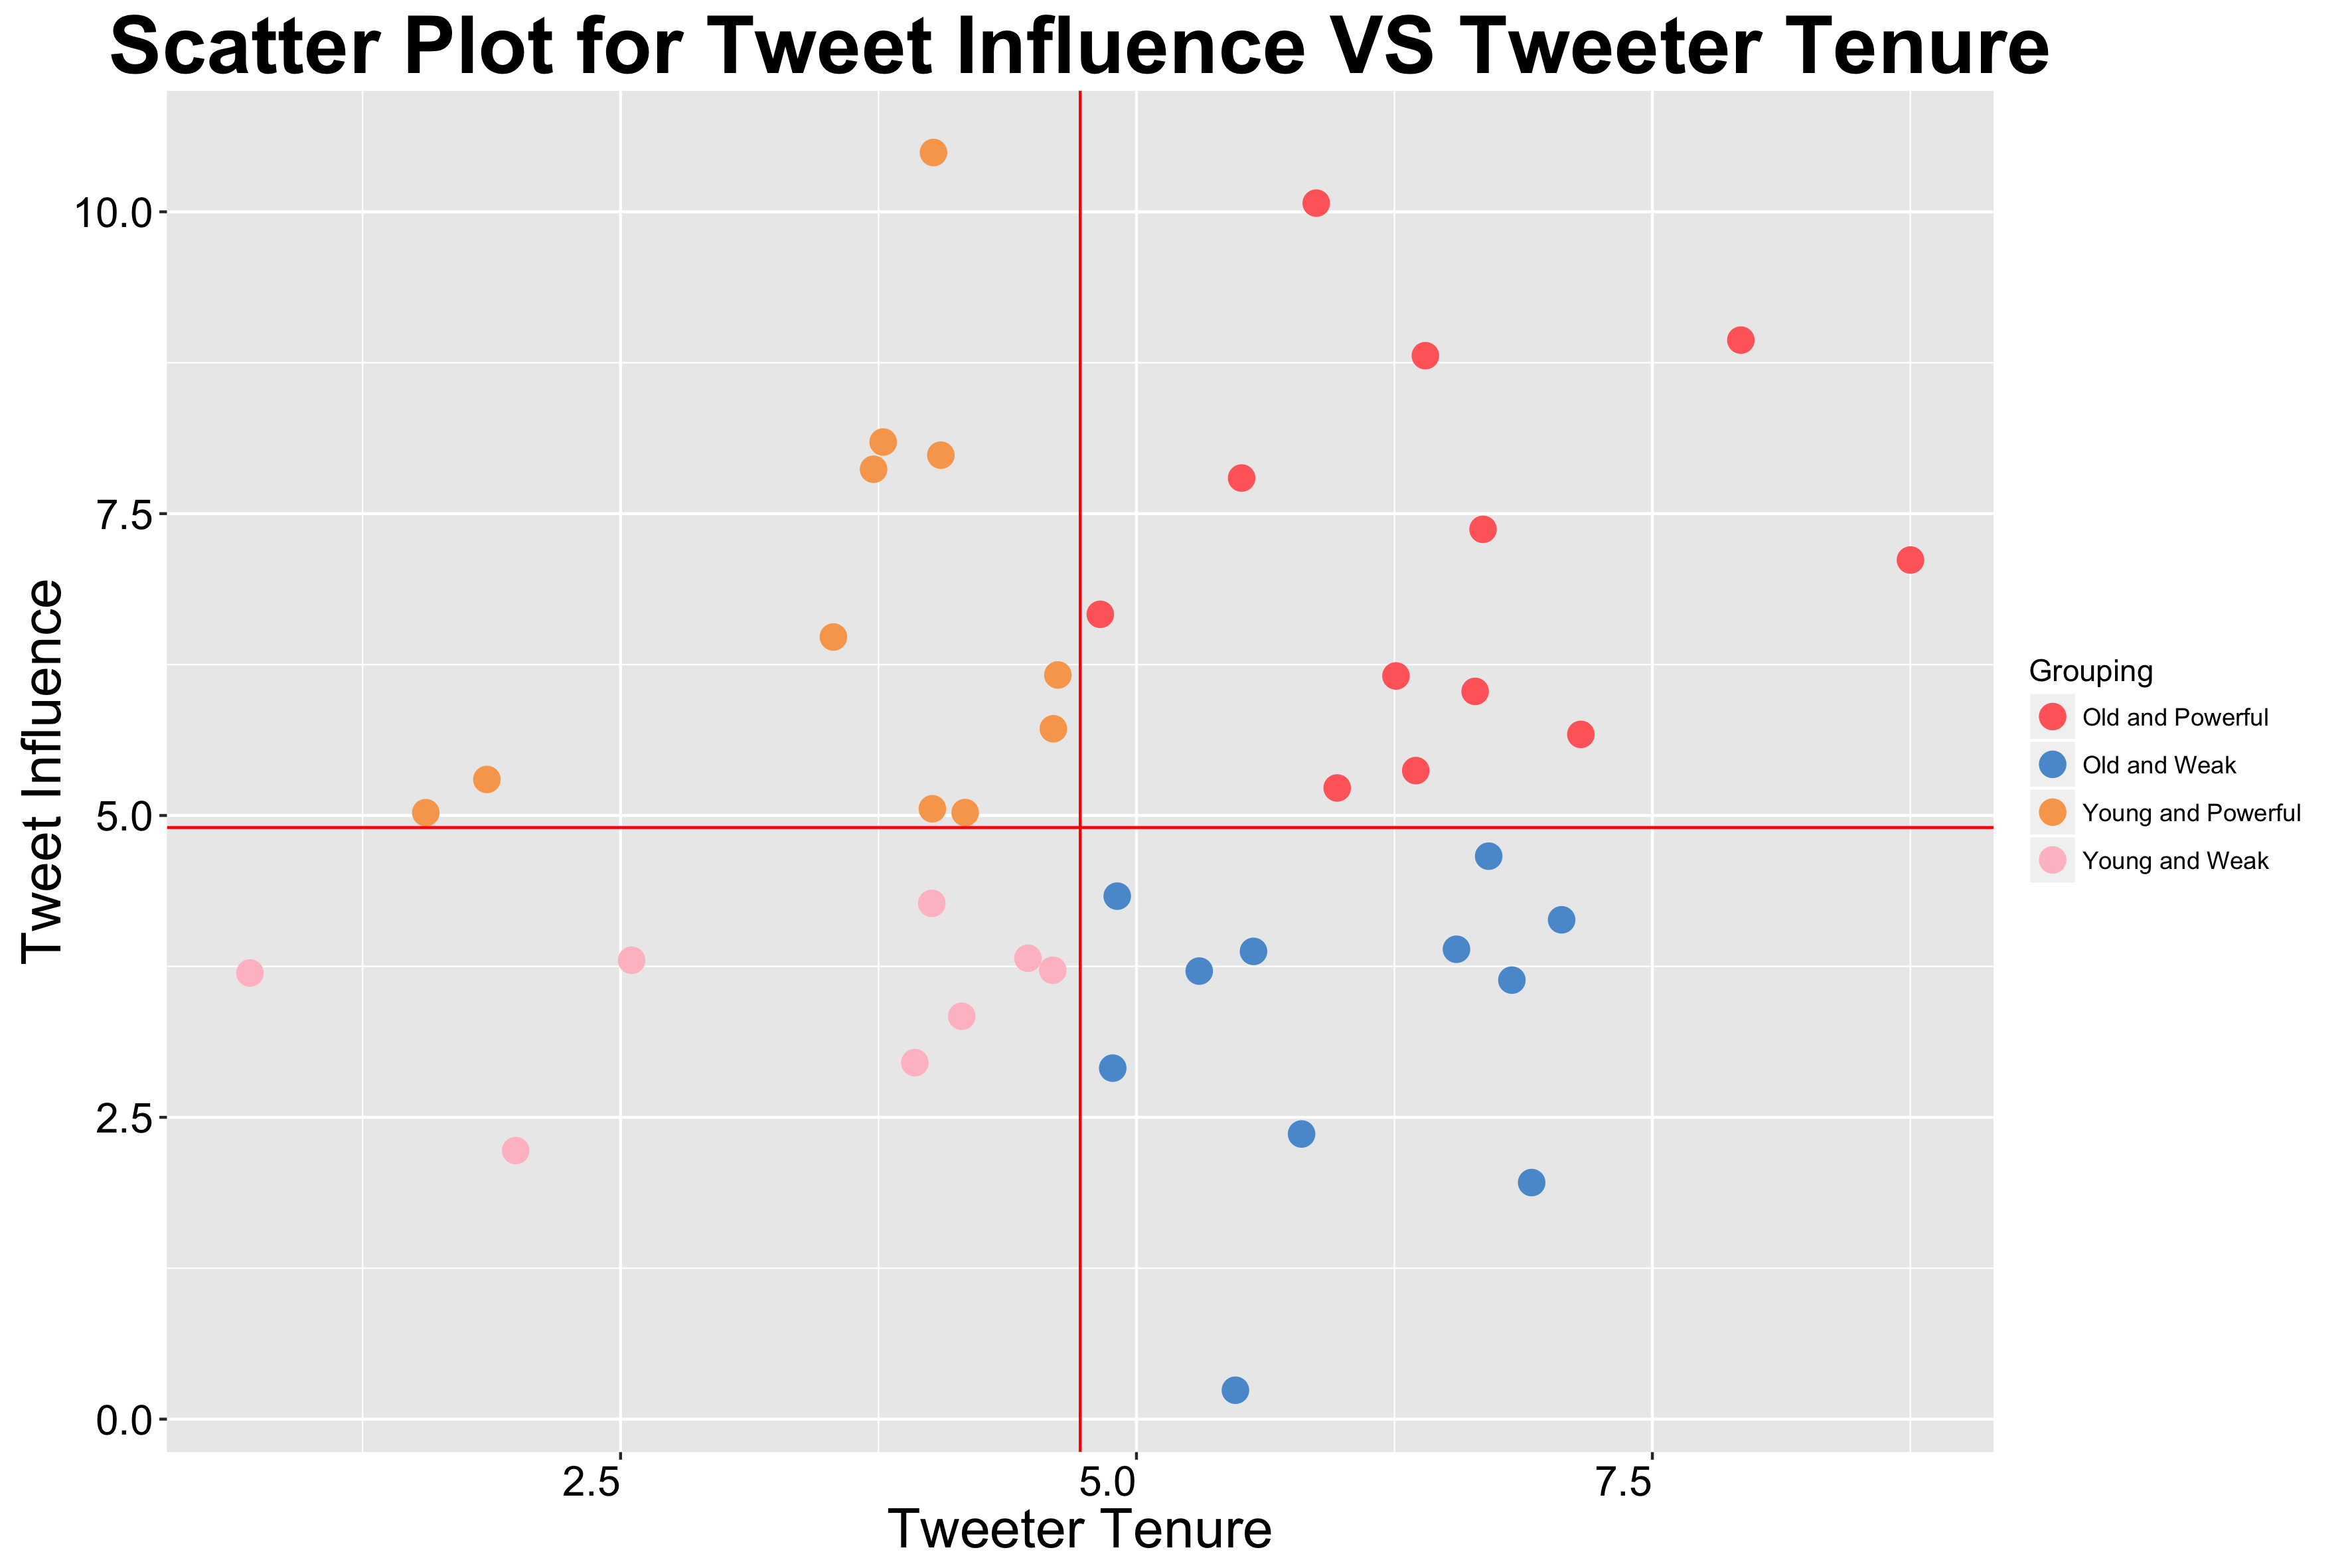 Scatter Plot for Tweet Influence VS Tweeter Tenure
Tweet Influence
10.0
7.5
5.0
2.5
0.0
2.5
5.0
7.5
Tweeter Tenure
Grouping
Old and Powerful
Old and Weak
Young and Powerful
Young and Weak